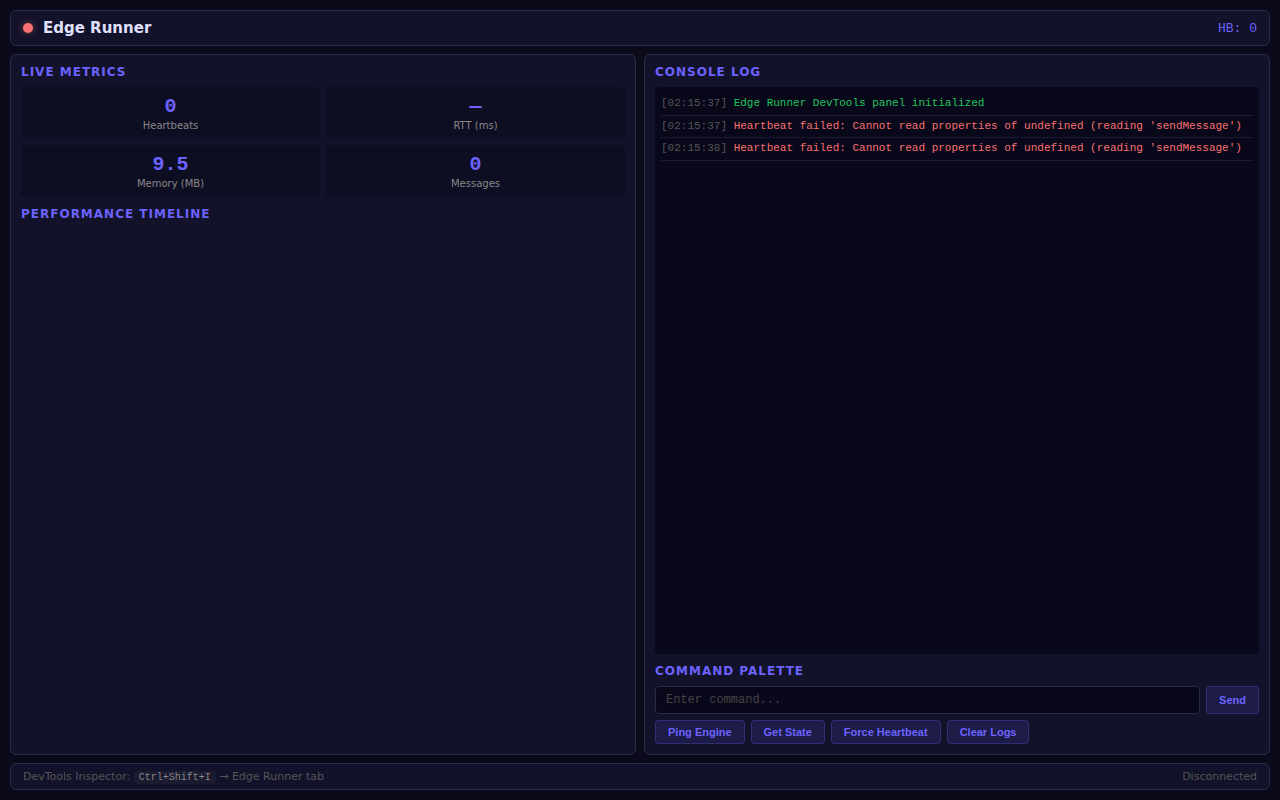 Edge Runner
HB: 0
LIVE METRICS
0
Heartbeats
—
RTT (ms)
9.5
Memory (MB)
0
Messages
PERFORMANCE TIMELINE
CONSOLE LOG
[02:15:37] Edge Runner DevTools panel initialized
[02:15:37] Heartbeat failed: Cannot read properties of undefined (reading 'sendMessage')
[02:15:38] Heartbeat failed: Cannot read properties of undefined (reading 'sendMessage')
COMMAND PALETTE
Enter command...
Send
Ping Engine
Get State
Force Heartbeat
Clear Logs
DevTools Inspector: Ctrl+Shift+I → Edge Runner tab
Disconnected